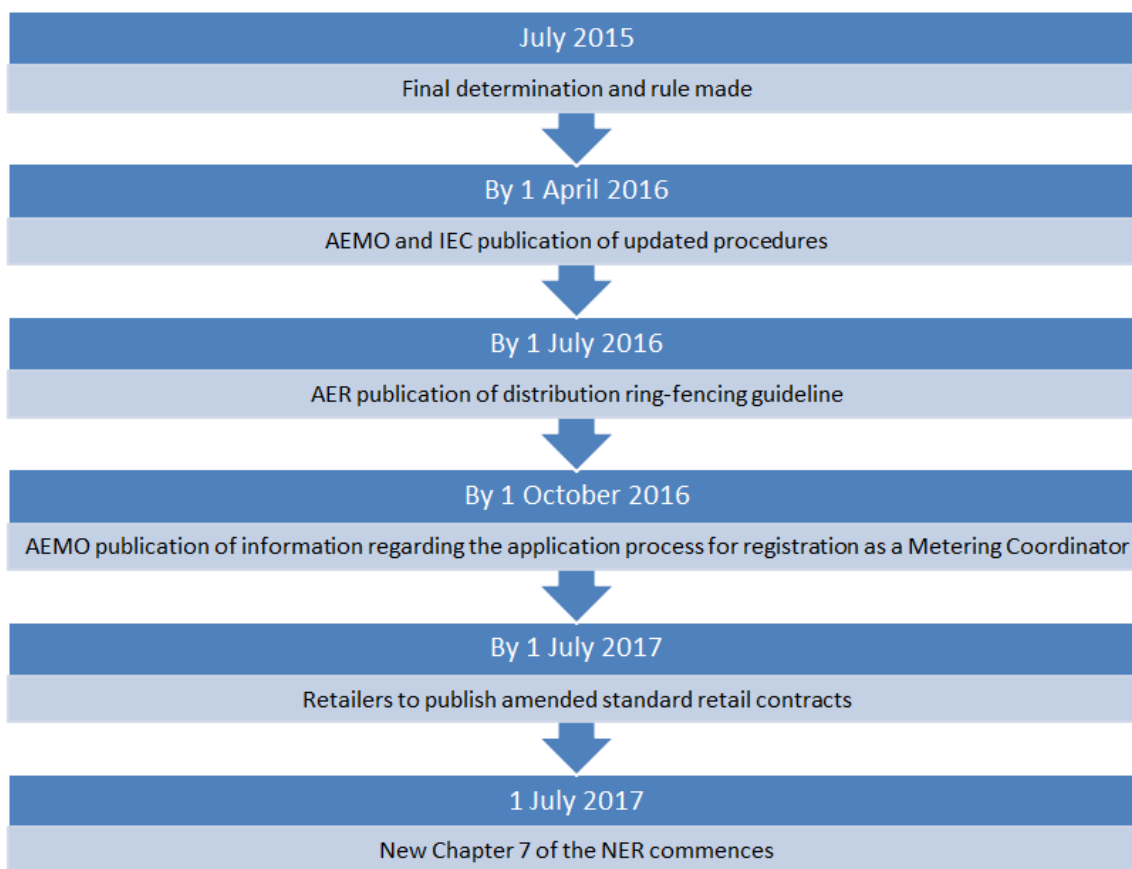 July 2015
Final determination and rule made
By 1 April 2016
AEMO and IEC publication of updated procedures
By 1 July 2016
AER publication of distribution ring-fencing guideline
By 1 October 2016
AEMO publication of information regarding the application process for registration as a Metering Coordinator
By 1 July 2017
Retailers to publish amended standard retail contracts
1 July 2017
New Chapter 7 of the NER commences